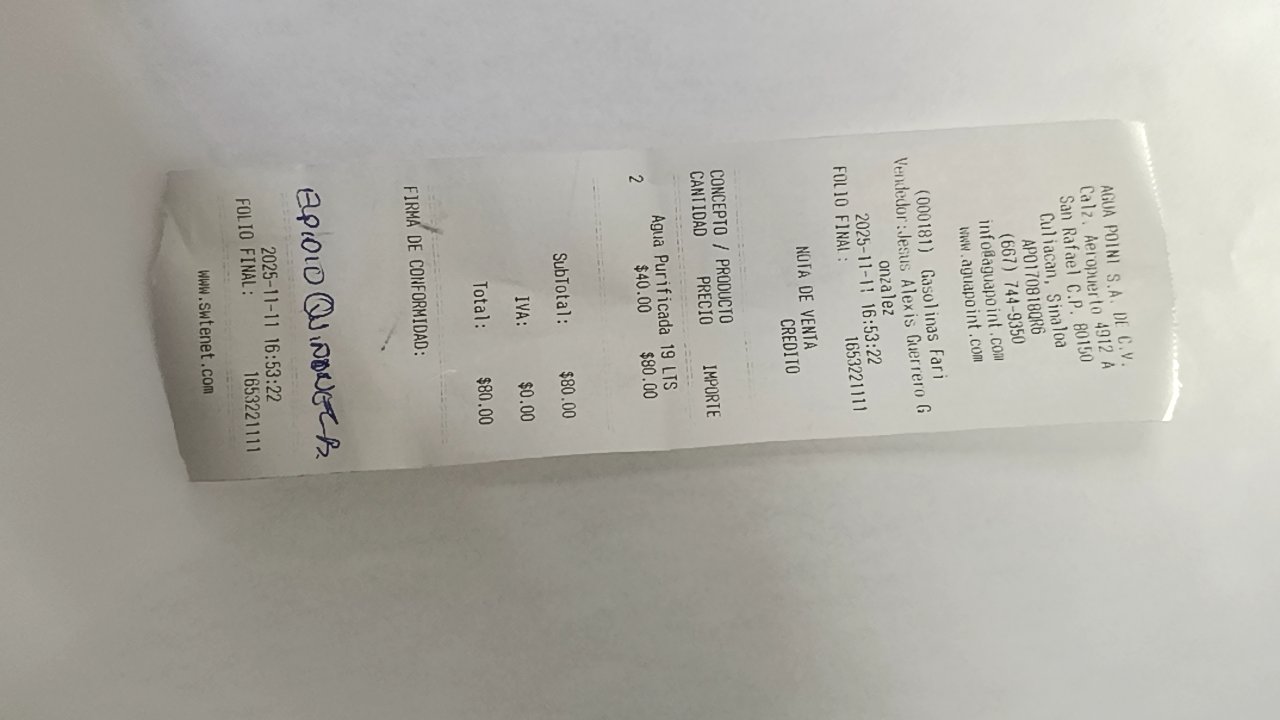 AGUA POINT S.A. DE C.V.
Calz. Aeropuerto 4912 A
San Rafael C.P. 80150
Culiacan, Sinaloa
APO170818QR6
(667) 744-9350
info@aguapoint.com
www.aguapoint.com
(000181) Gasolinas Fari
Vendedor:Jesus Alexis Guerrero G
onzalez
2025-11-11 16:53:22
FOLIO FINAL: 1653221111
NOTA DE VENTA
CREDITO
CONCEPTO / PRODUCTO
CANTIDAD PRECIO IMPORTE
Agua Purificada 19 LTS
2 $40.00 $80.00
SubTotal: $80.00
IVA: $0.00
Total: $80.00
FIRMA DE CONFORMIDAD:
2025-11-11 16:53:22
FOLIO FINAL: 1653221111
www.swtenet.com